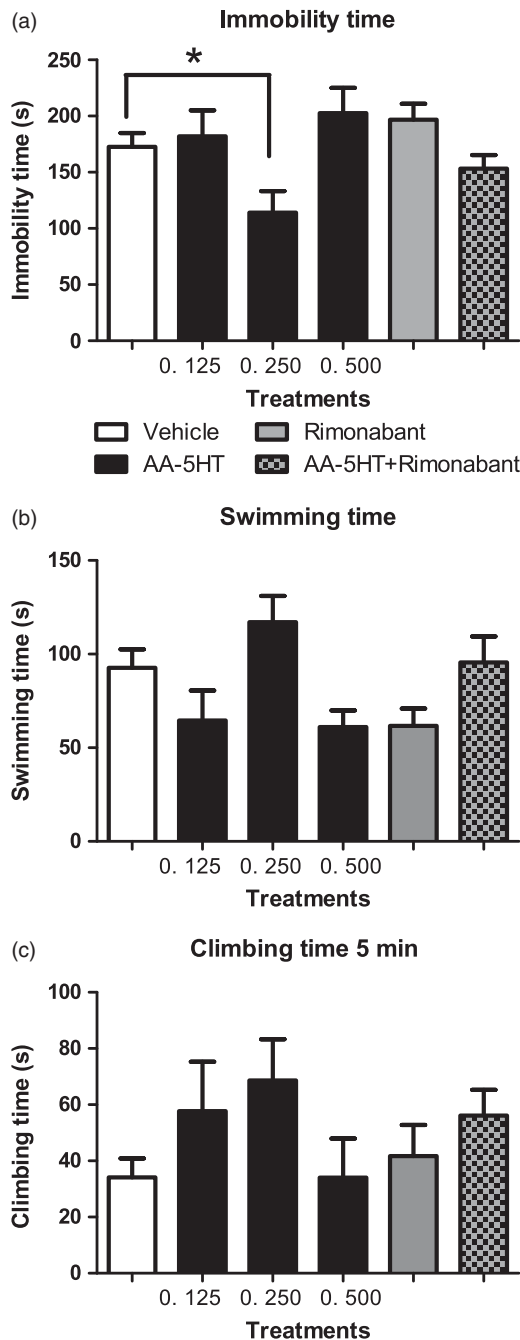 (a) Immobility time
*
Immobility time (s)
250
200
150
100
50
0
0. 125 0. 250 0. 500
Treatments
Vehicle Rimonabant
AA-5HT AA-5HT+Rimonabant
(b) Swimming time
Swimming time (s)
150
100
50
0
0. 125 0. 250 0. 500
Treatments
(c) Climbing time 5 min
Climbing time (s)
100
80
60
40
20
0
0. 125 0. 250 0. 500
Treatments